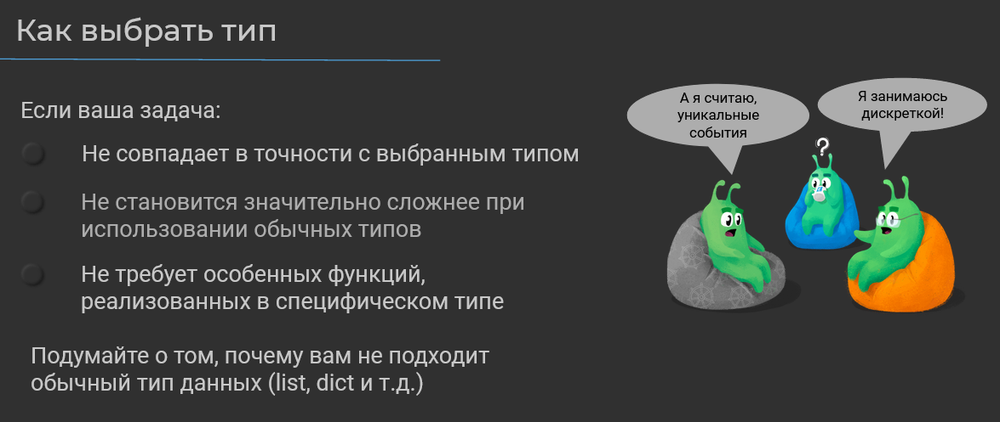 Как выбрать тип
Если ваша задача:
Не совпадает в точности с выбранным типом
Не становится значительно сложнее при
использовании обычных типов
Не требует особенных функций,
реализованных в специфическом типе
Подумайте о том, почему вам не подходит
обычный тип данных (list, dict и т.д.)
А я считаю,
уникальные
события
Я занимаюсь
дискреткой!
?